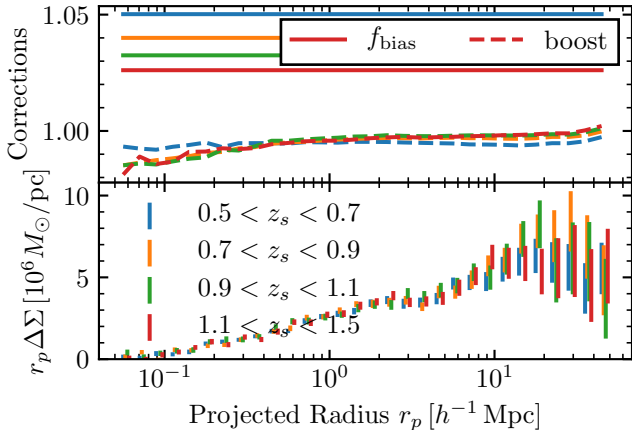 1.05
1.00
Corrections
f_bias
boost
10
5
0
r_p ΔΣ [10^6 M_⊙/pc]
0.5 < z_s < 0.7
0.7 < z_s < 0.9
0.9 < z_s < 1.1
1.1 < z_s < 1.5
10^−1
10^0
10^1
Projected Radius r_p [h^−1 Mpc]